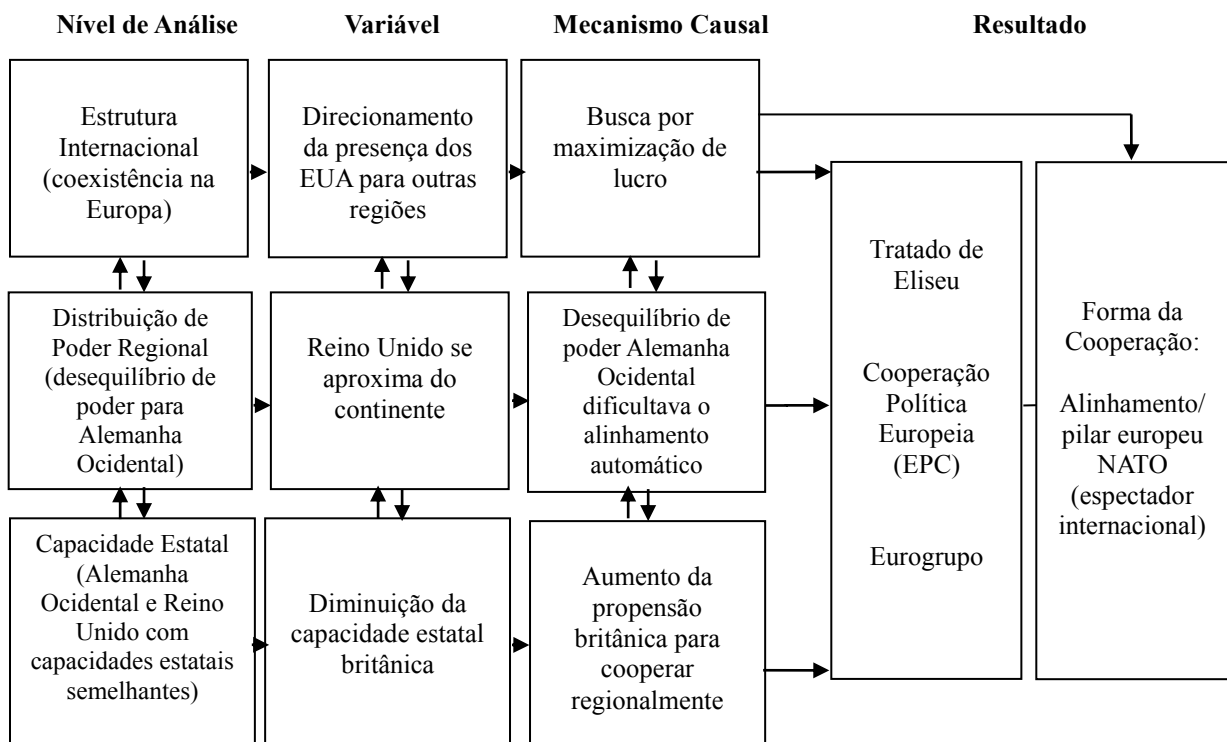 Nível de Análise
Variável
Mecanismo Causal
Resultado
Estrutura
Internacional
(coexistência na
Europa)
Direcionamento
da presença dos
EUA para outras
regiões
Busca por
maximização de
lucro
Distribuição de
Poder Regional
(desequilíbrio de
poder para
Alemanha
Ocidental)
Reino Unido se
aproxima do
continente
Desequilíbrio de
poder Alemanha
Ocidental
dificultava o
alinhamento
automático
Capacidade Estatal
(Alemanha
Ocidental e Reino
Unido com
capacidades estatais
semelhantes)
Diminuição da
capacidade estatal
britânica
Aumento da
propensão
britânica para
cooperar
regionalmente
Tratado de
Eliseu
Cooperação
Política
Europeia
(EPC)
Eurogrupo
Forma da
Cooperação:
Alinhamento/
pilar europeu
NATO
(espectador
internacional)